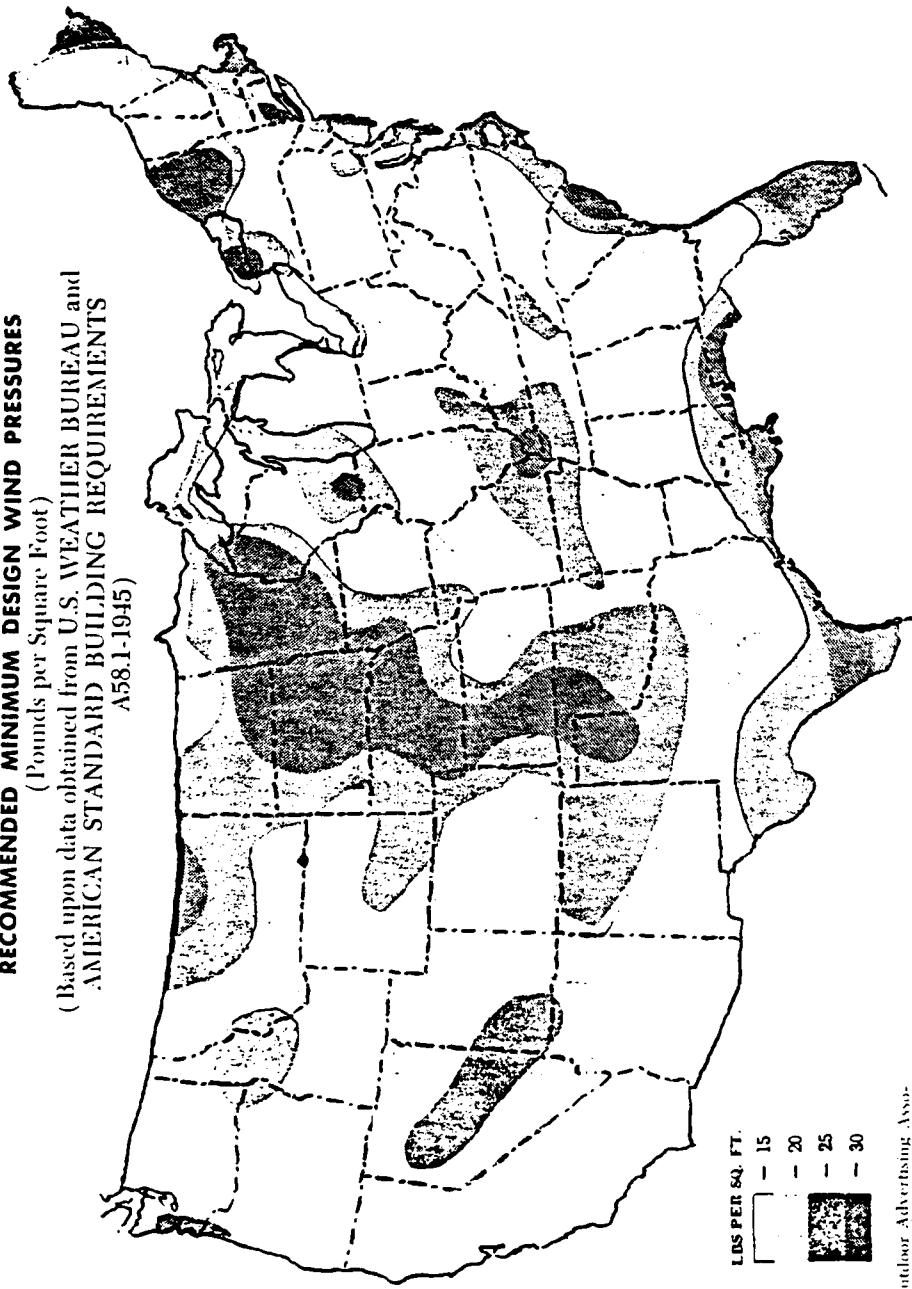 RECOMMENDED MINIMUM DESIGN WIND PRESSURES
(Pounds per Square Foot)
(Based upon data obtained from U.S. WEATHER BUREAU and
AMERICAN STANDARD BUILDING REQUIREMENTS
A58.1-1945)
LBS PER SQ. FT.
– 15
– 20
– 25
– 30
utdoor Advertising Asso-